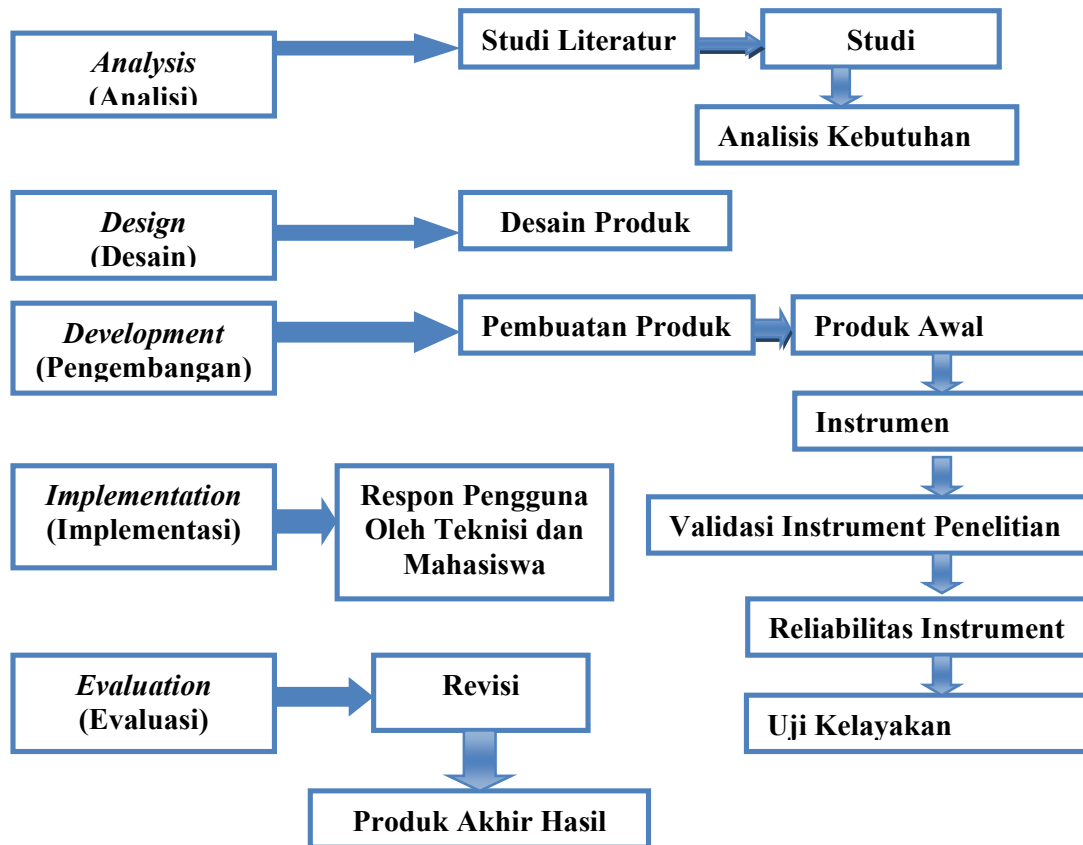 Analysis
(Analisi)
Studi Literatur
Studi
Analisis Kebutuhan
Design
(Desain)
Desain Produk
Development
(Pengembangan)
Pembuatan Produk
Produk Awal
Instrumen
Validasi Instrument Penelitian
Reliabilitas Instrument
Uji Kelayakan
Implementation
(Implementasi)
Respon Pengguna
Oleh Teknisi dan
Mahasiswa
Evaluation
(Evaluasi)
Revisi
Produk Akhir Hasil